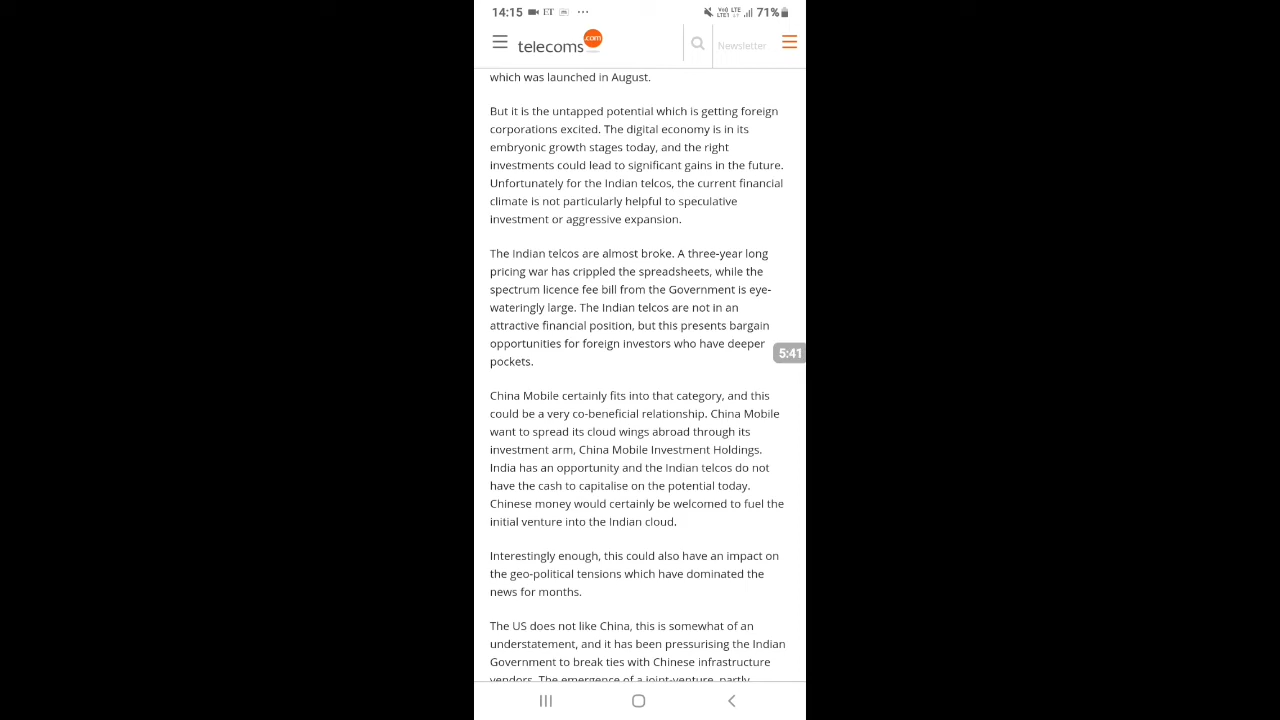 14:15 ET ... Vo) LTE LTE1 71%
telecoms.com
Newsletter
which was launched in August.
But it is the untapped potential which is getting foreign
corporations excited. The digital economy is in its
embryonic growth stages today, and the right
investments could lead to significant gains in the future.
Unfortunately for the Indian telcos, the current financial
climate is not particularly helpful to speculative
investment or aggressive expansion.
The Indian telcos are almost broke. A three-year long
pricing war has crippled the spreadsheets, while the
spectrum licence fee bill from the Government is eye-
wateringly large. The Indian telcos are not in an
attractive financial position, but this presents bargain
opportunities for foreign investors who have deeper
5:41
pockets.
China Mobile certainly fits into that category, and this
could be a very co-beneficial relationship. China Mobile
want to spread its cloud wings abroad through its
investment arm, China Mobile Investment Holdings.
India has an opportunity and the Indian telcos do not
have the cash to capitalise on the potential today.
Chinese money would certainly be welcomed to fuel the
initial venture into the Indian cloud.
Interestingly enough, this could also have an impact on
the geo-political tensions which have dominated the
news for months.
The US does not like China, this is somewhat of an
understatement, and it has been pressurising the Indian
Government to break ties with Chinese infrastructure
vendors. The emergence of a joint-venture, partly